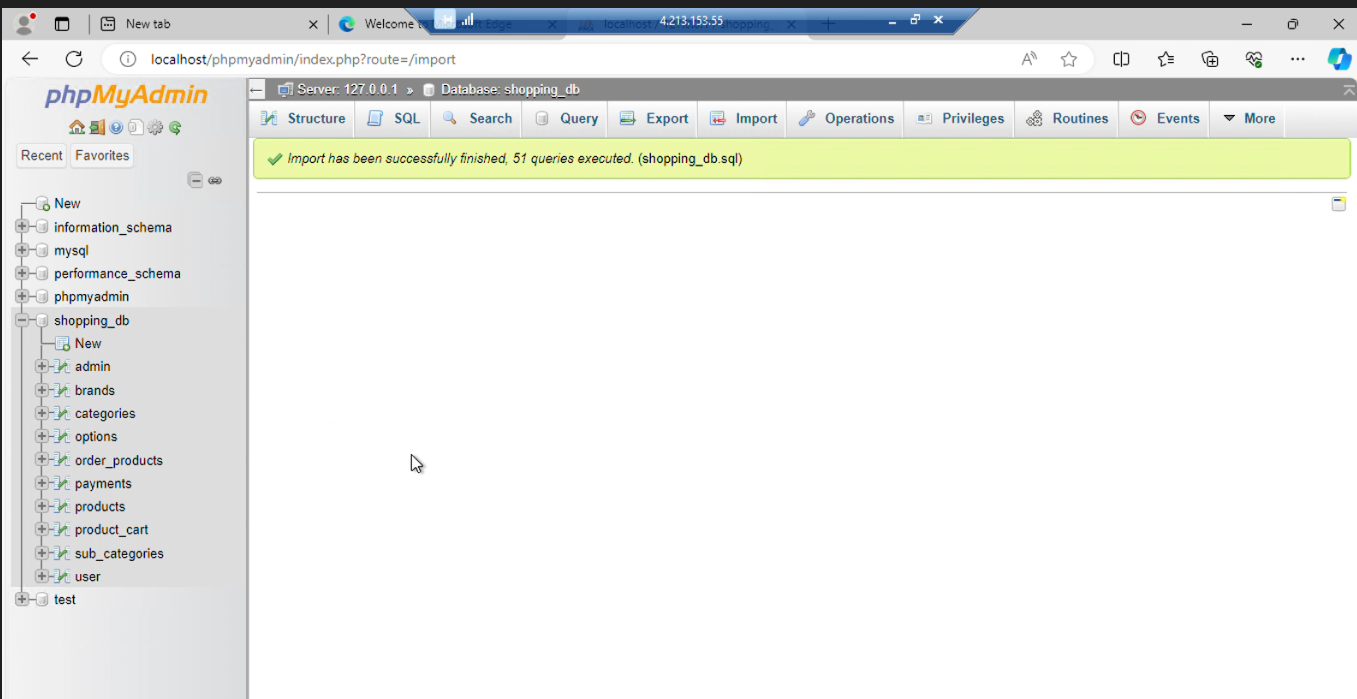 New tab
Welcome to Microsoft Edge
localhost / 
shopping
4.213.153.55
localhost/phpmyadmin/index.php?route=/import
phpMyAdmin
Recent Favorites
New
information_schema
mysql
performance_schema
phpmyadmin
shopping_db
New
admin
brands
categories
options
order_products
payments
products
product_cart
sub_categories
user
test
Server: 127.0.0.1 » Database: shopping_db
Structure SQL Search Query Export Import Operations Privileges Routines Events More
Import has been successfully finished, 51 queries executed. (shopping_db.sql)